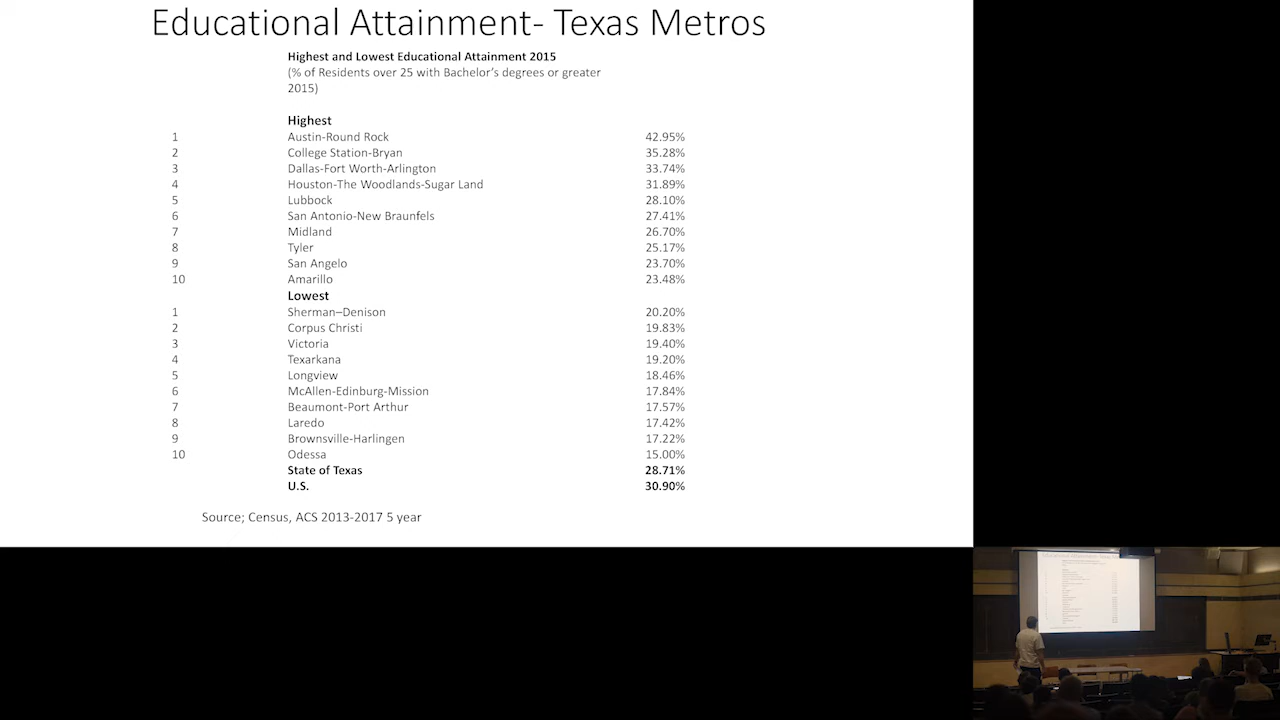 Educational Attainment- Texas Metros
Highest and Lowest Educational Attainment 2015
(% of Residents over 25 with Bachelor's degrees or greater
2015)
Highest
1 Austin-Round Rock 42.95%
2 College Station-Bryan 35.28%
3 Dallas-Fort Worth-Arlington 33.74%
4 Houston-The Woodlands-Sugar Land 31.89%
5 Lubbock 28.10%
6 San Antonio-New Braunfels 27.41%
7 Midland 26.70%
8 Tyler 25.17%
9 San Angelo 23.70%
10 Amarillo 23.48%
Lowest
1 Sherman–Denison 20.20%
2 Corpus Christi 19.83%
3 Victoria 19.40%
4 Texarkana 19.20%
5 Longview 18.46%
6 McAllen-Edinburg-Mission 17.84%
7 Beaumont-Port Arthur 17.57%
8 Laredo 17.42%
9 Brownsville-Harlingen 17.22%
10 Odessa 15.00%
State of Texas 28.71%
U.S. 30.90%
Source; Census, ACS 2013-2017 5 year
Educational Attainment- Texas Me